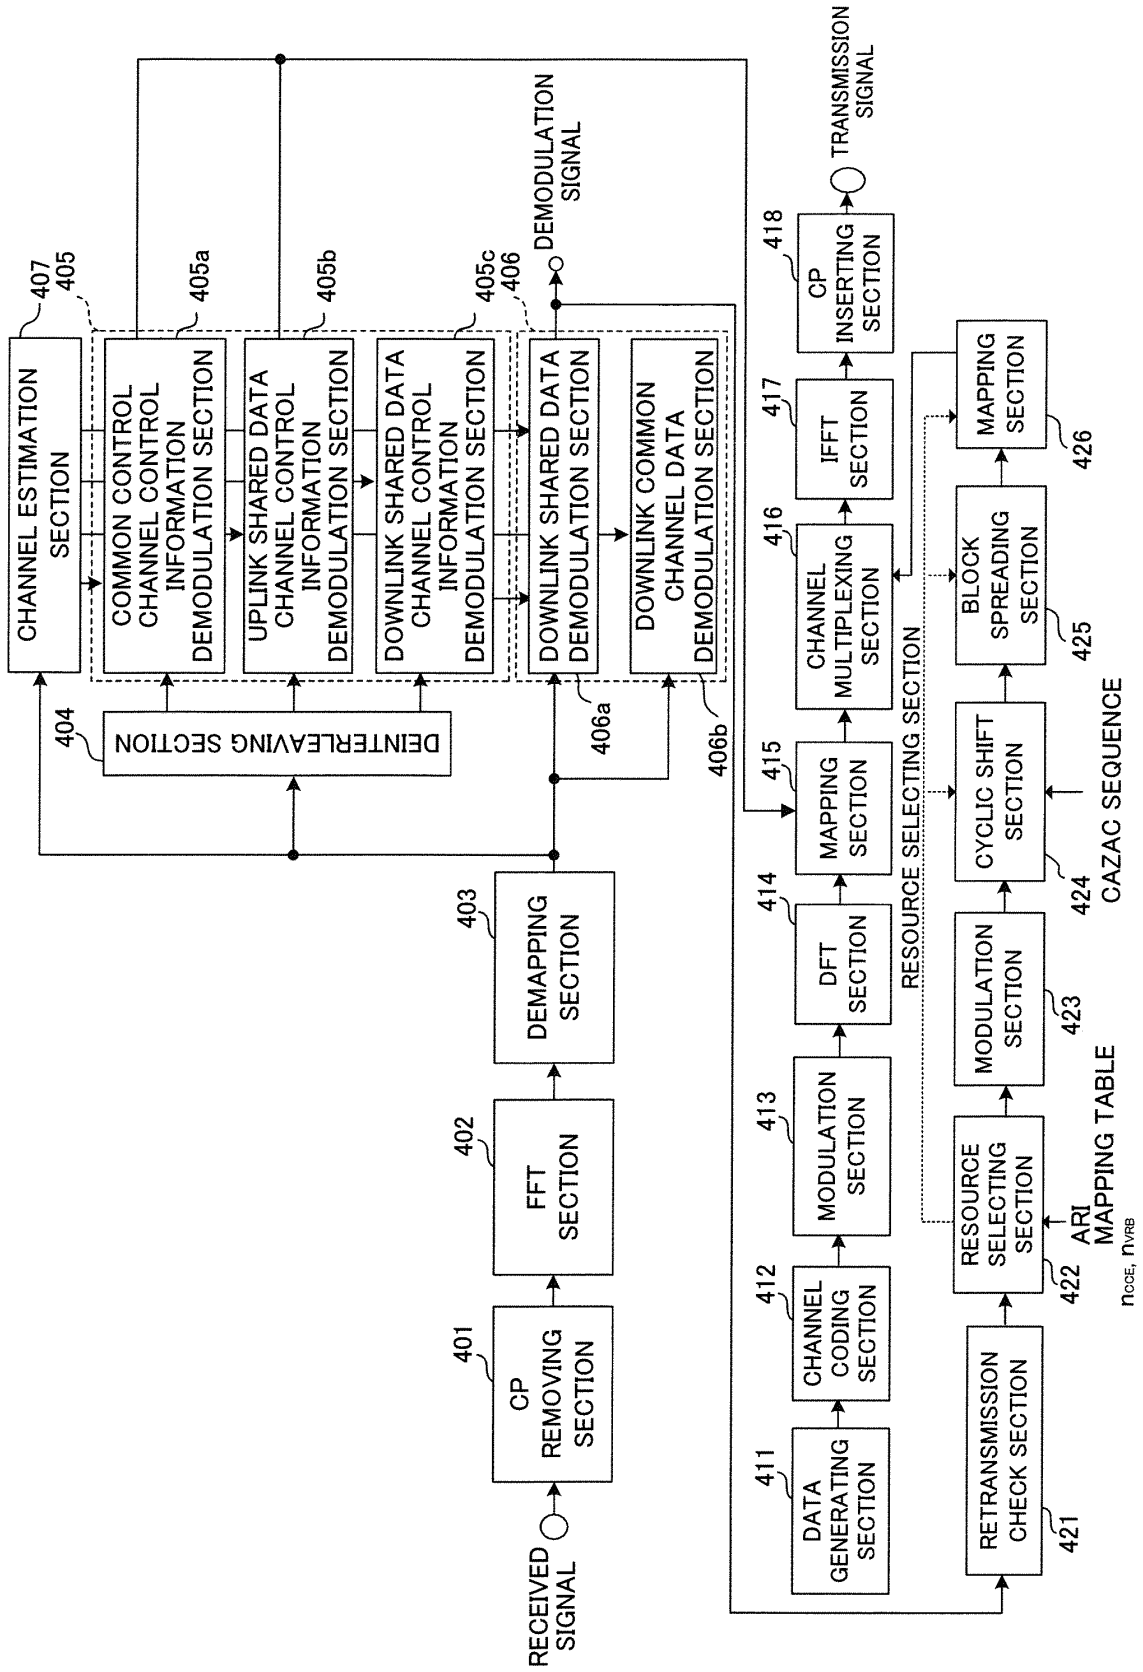 RECEIVED
SIGNAL
401
CP
REMOVING
SECTION
402
FFT
SECTION
403
DEMAPPING
SECTION
404
DEINTERLEAVING SECTION
407
CHANNEL ESTIMATION
SECTION
405
405a
COMMON CONTROL
CHANNEL CONTROL
INFORMATION
DEMODULATION SECTION
405b
UPLINK SHARED DATA
CHANNEL CONTROL
INFORMATION
DEMODULATION SECTION
405c
DOWNLINK SHARED DATA
CHANNEL CONTROL
INFORMATION
DEMODULATION SECTION
406
DOWNLINK SHARED DATA
DEMODULATION SECTION
406a
DOWNLINK COMMON
CHANNEL DATA
DEMODULATION SECTION
406b
DEMODULATION
SIGNAL
411
DATA
GENERATING
SECTION
412
CHANNEL
CODING
SECTION
413
MODULATION
SECTION
414
DFT
SECTION
415
MAPPING
SECTION
416
CHANNEL
MULTIPLEXING
SECTION
417
IFFT
SECTION
418
CP
INSERTING
SECTION
TRANSMISSION
SIGNAL
RESOURCE SELECTING SECTION
RETRANSMISSION
CHECK SECTION
421
RESOURCE
SELECTING
SECTION
422
ARI
MAPPING TABLE
nCCE, nVRB
MODULATION
SECTION
423
CYCLIC SHIFT
SECTION
424
CAZAC SEQUENCE
BLOCK
SPREADING
SECTION
425
MAPPING
SECTION
426